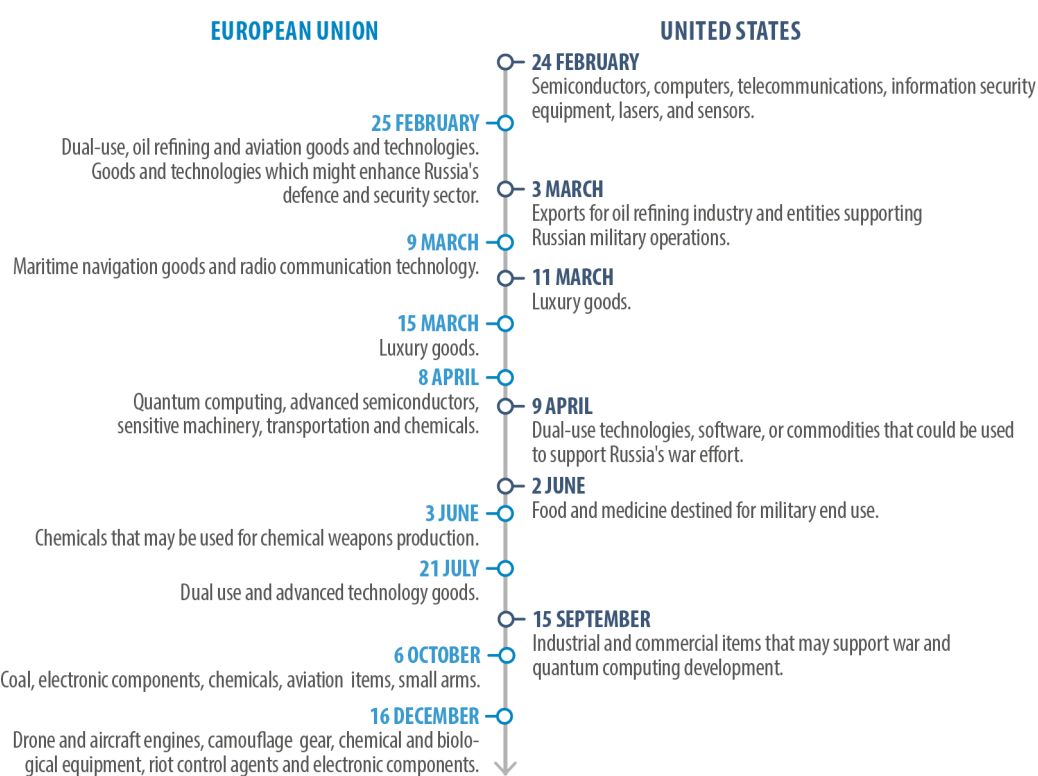 EUROPEAN UNION
UNITED STATES
24 FEBRUARY
Semiconductors, computers, telecommunications, information security
equipment, lasers, and sensors.
25 FEBRUARY
Dual-use, oil refining and aviation goods and technologies.
Goods and technologies which might enhance Russia's
defence and security sector.
3 MARCH
Exports for oil refining industry and entities supporting
Russian military operations.
9 MARCH
Maritime navigation goods and radio communication technology.
11 MARCH
Luxury goods.
15 MARCH
Luxury goods.
8 APRIL
Quantum computing, advanced semiconductors,
sensitive machinery, transportation and chemicals.
9 APRIL
Dual-use technologies, software, or commodities that could be used
to support Russia's war effort.
2 JUNE
Food and medicine destined for military end use.
3 JUNE
Chemicals that may be used for chemical weapons production.
21 JULY
Dual use and advanced technology goods.
15 SEPTEMBER
Industrial and commercial items that may support war and
quantum computing development.
6 OCTOBER
Coal, electronic components, chemicals, aviation items, small arms.
16 DECEMBER
Drone and aircraft engines, camouflage gear, chemical and biolo-
gical equipment, riot control agents and electronic components.